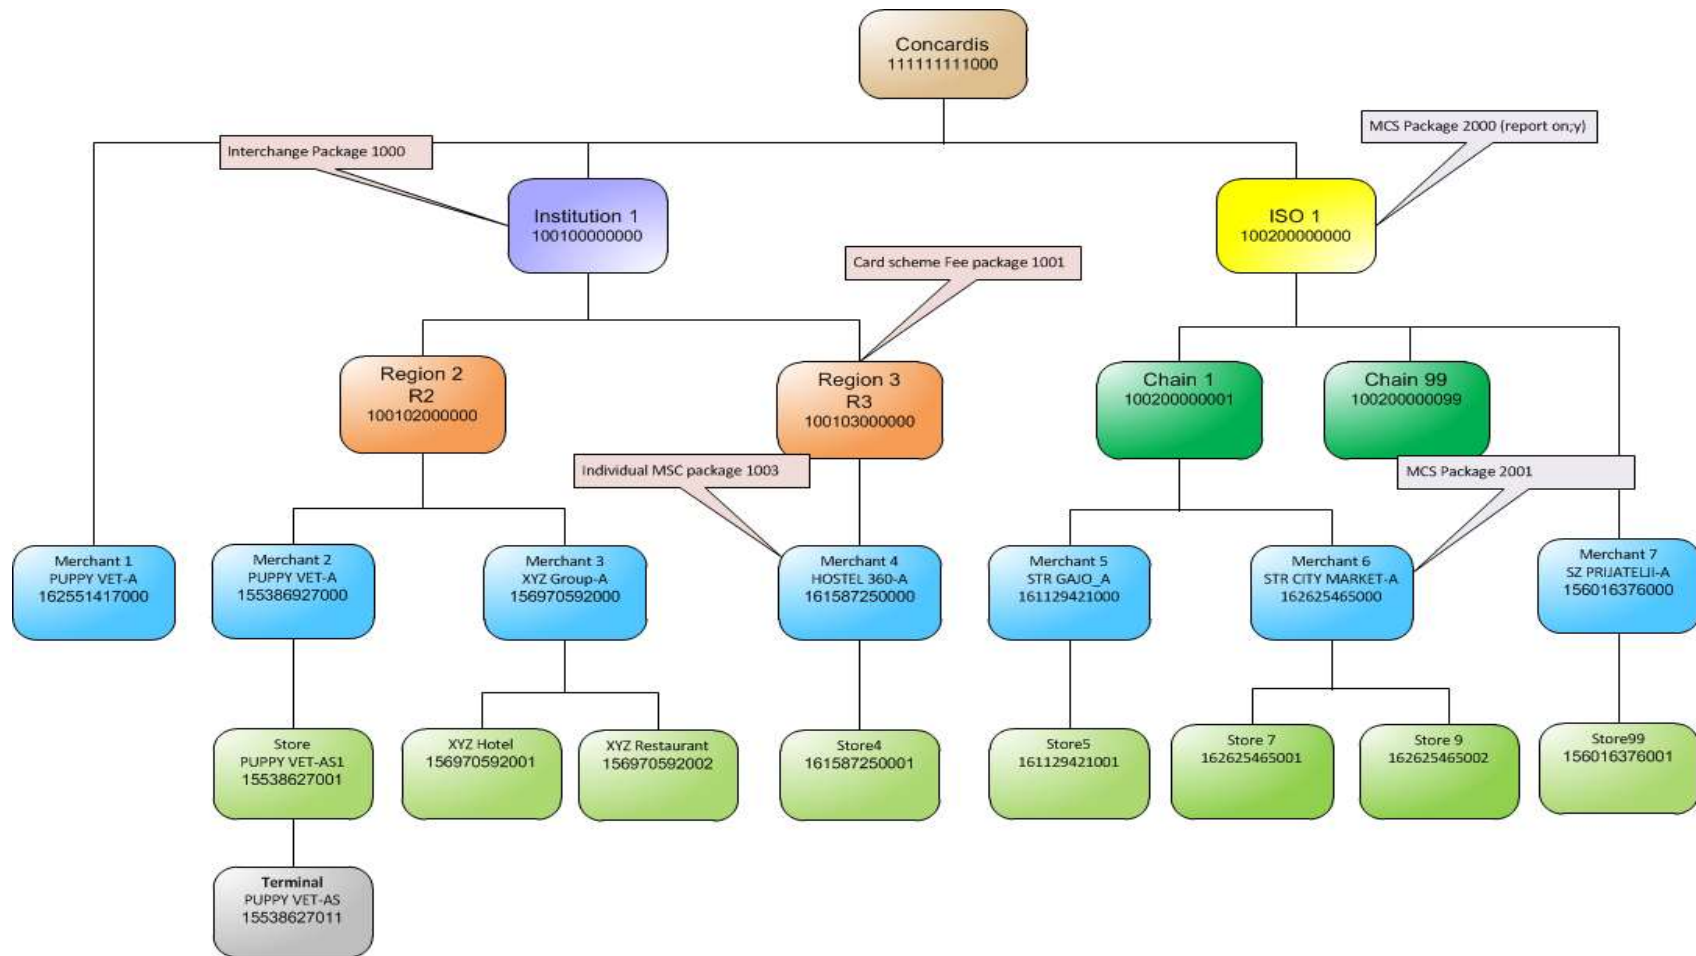 Concardis
111111111000
MCS Package 2000 (report on;y)
Interchange Package 1000
Institution 1
100100000000
ISO 1
100200000000
Card scheme Fee package 1001
Region 2
R2
100102000000
Region 3
R3
100103000000
Chain 1
100200000001
Chain 99
100200000099
Individual MSC package 1003
MCS Package 2001
Merchant 1
PUPPY VET-A
162551417000
Merchant 2
PUPPY VET-A
155386927000
Merchant 3
XYZ Group-A
156970592000
Merchant 4
HOSTEL 360-A
161587250000
Merchant 5
STR GAJO_A
161129421000
Merchant 6
STR CITY MARKET-A
162625465000
Merchant 7
SZ PRIJATELJI-A
156016376000
Store
PUPPY VET-AS1
15538627001
XYZ Hotel
156970592001
XYZ Restaurant
156970592002
Store4
161587250001
Store5
161129421001
Store 7
162625465001
Store 9
162625465002
Store99
156016376001
Terminal
PUPPY VET-AS
15538627011